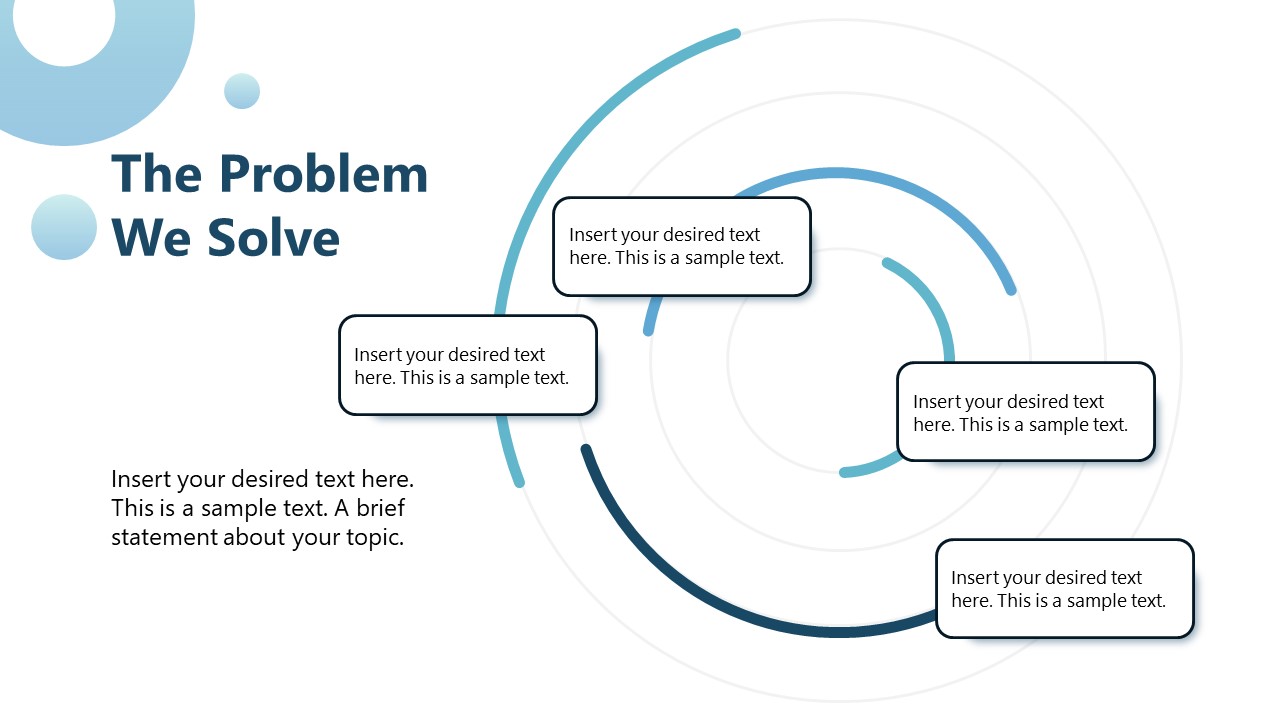 The Problem
We Solve
Insert your desired text
here. This is a sample text.
Insert your desired text
here. This is a sample text.
Insert your desired text
here. This is a sample text.
Insert your desired text here.
This is a sample text. A brief
statement about your topic.
Insert your desired text
here. This is a sample text.